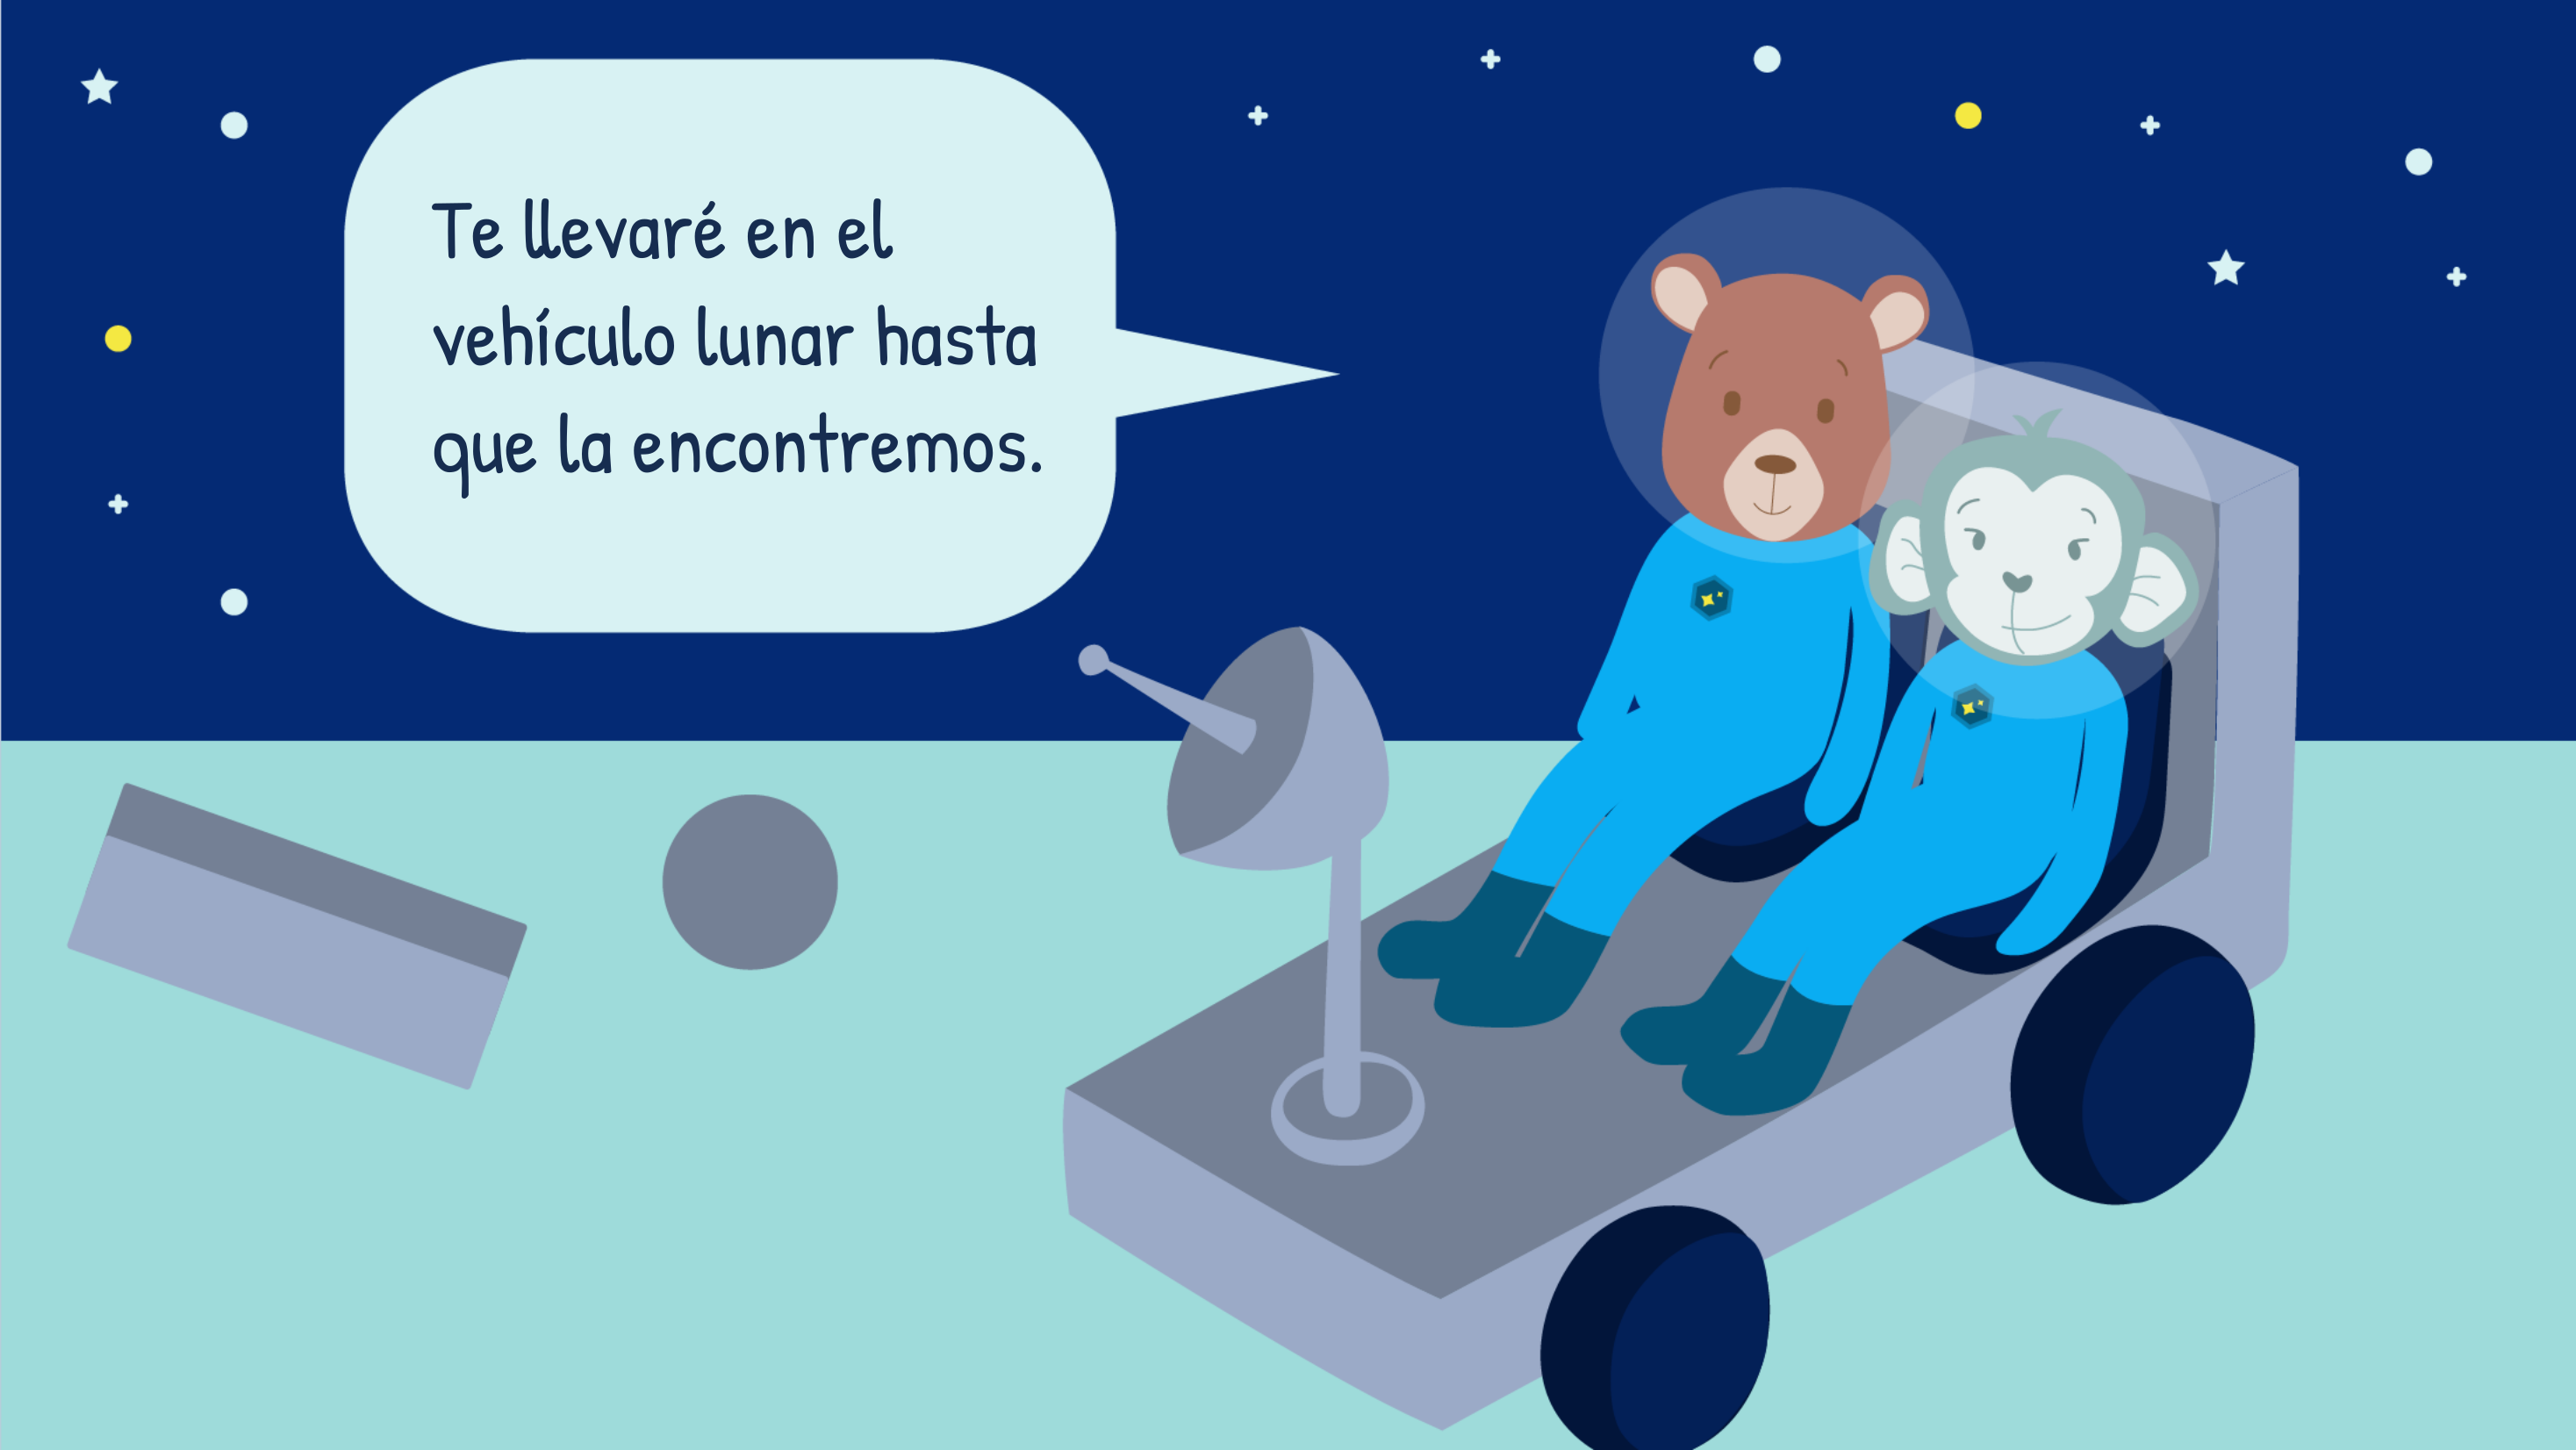 Te llevaré en el
vehículo lunar hasta
que la encontremos.